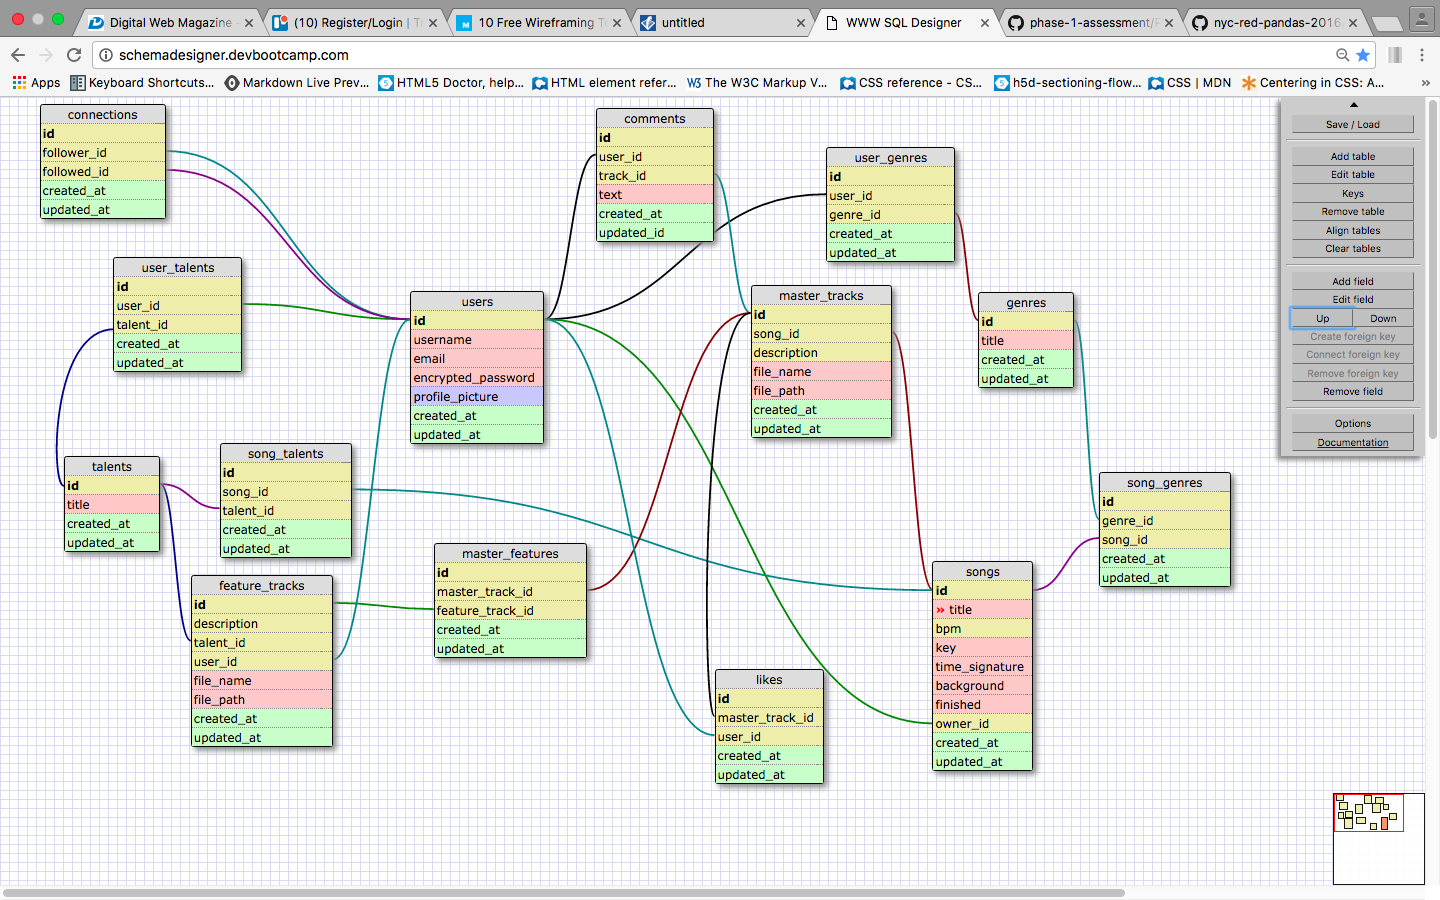 Digital Web Magazine -
(10) Register/Login | Tr
10 Free Wireframing To
untitled
WWW SQL Designer
phase-1-assessment/
nyc-red-pandas-2016
schemadesigner.devbootcamp.com
Apps
Keyboard Shortcuts...
Markdown Live Prev...
HTML5 Doctor, help...
HTML element refer...
The W3C Markup V...
CSS reference - CS...
h5d-sectioning-flow...
CSS | MDN
Centering in CSS: A...
»
connections
id
follower_id
followed_id
created_at
updated_at
comments
id
user_id
track_id
text
created_at
updated_id
user_genres
id
user_id
genre_id
created_at
updated_at
user_talents
id
user_id
talent_id
created_at
updated_at
users
id
username
email
encrypted_password
profile_picture
created_at
updated_at
master_tracks
id
song_id
description
file_name
file_path
created_at
updated_at
genres
id
title
created_at
updated_at
talents
id
title
created_at
updated_at
song_talents
id
song_id
talent_id
created_at
updated_at
song_genres
id
genre_id
song_id
created_at
updated_at
feature_tracks
id
description
talent_id
user_id
file_name
file_path
created_at
updated_at
master_features
id
master_track_id
feature_track_id
created_at
updated_at
songs
id
» title
bpm
key
time_signature
background
finished
owner_id
created_at
updated_at
likes
id
master_track_id
user_id
created_at
updated_at
Save / Load
Add table
Edit table
Keys
Remove table
Align tables
Clear tables
Add field
Edit field
Up Down
Create foreign key
Connect foreign key
Remove foreign key
Remove field
Options
Documentation